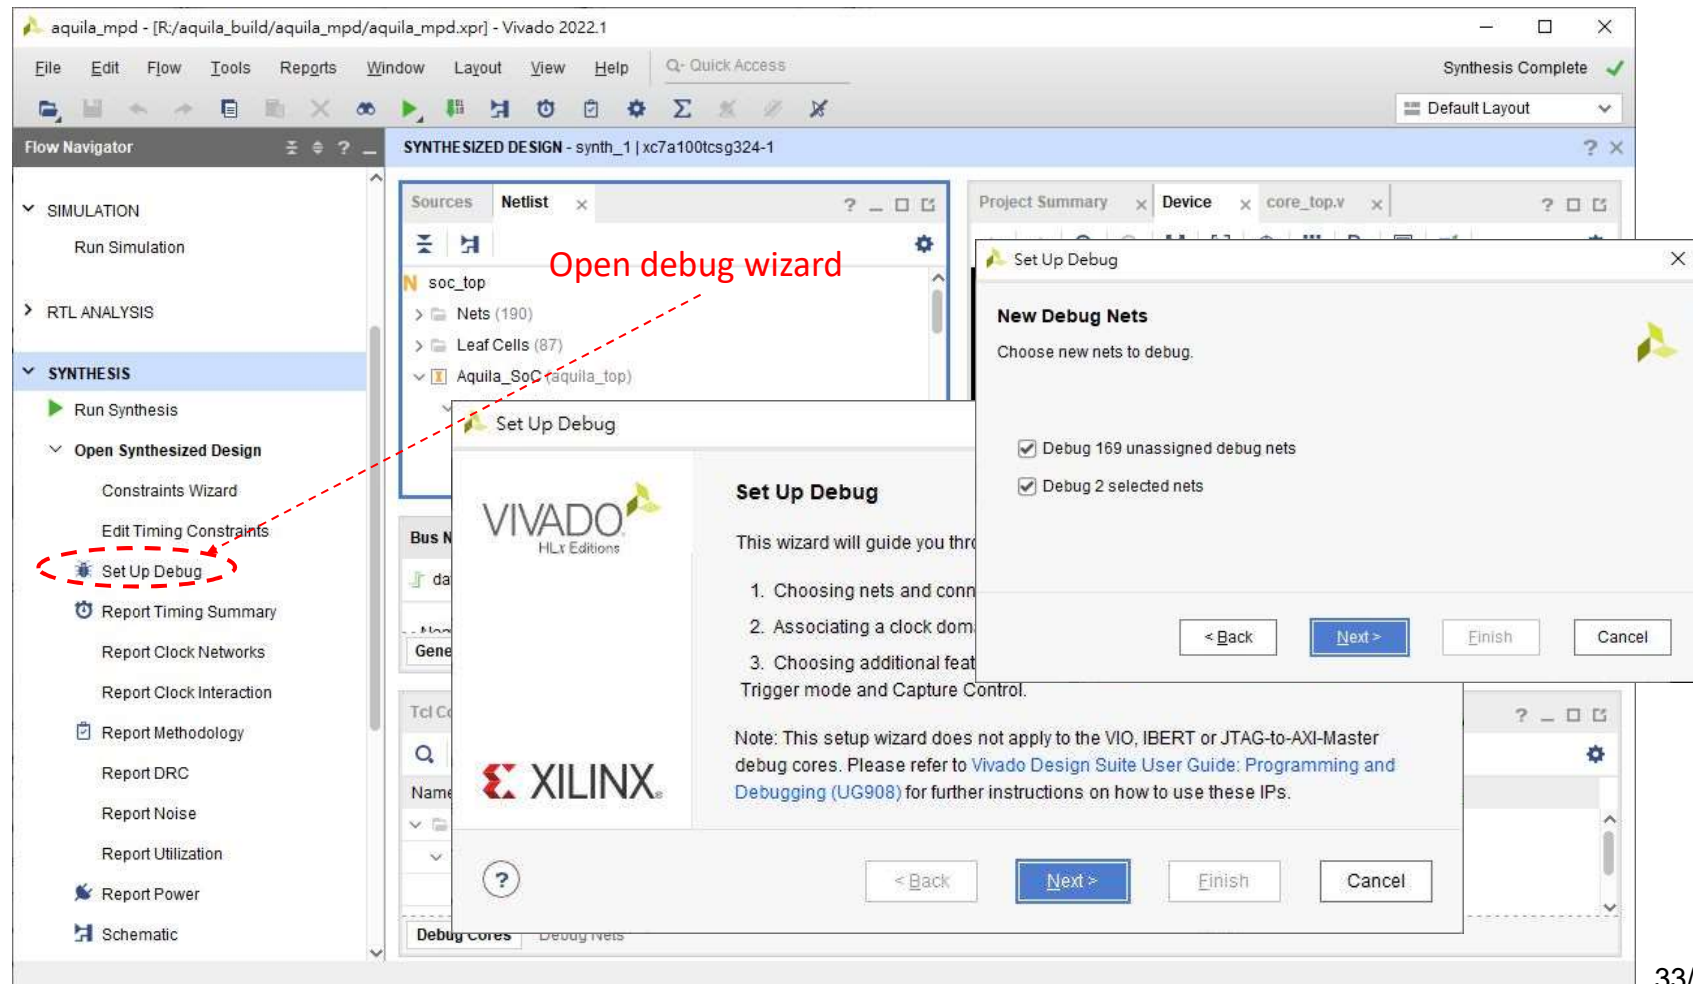 aquila_mpd - [R:/aquila_build/aquila_mpd/aquila_mpd.xpr] - Vivado 2022.1
File Edit Flow Tools Reports Window Layout View Help Q- Quick Access
Synthesis Complete
Default Layout
Flow Navigator
SYNTHESIZED DESIGN - synth_1 | xc7a100tcsg324-1
SIMULATION
Run Simulation
RTL ANALYSIS
SYNTHESIS
Run Synthesis
Open Synthesized Design
Constraints Wizard
Edit Timing Constraints
Set Up Debug
Report Timing Summary
Report Clock Networks
Report Clock Interaction
Report Methodology
Report DRC
Report Noise
Report Utilization
Report Power
Schematic
Sources Netlist
Open debug wizard
soc_top
Nets (190)
Leaf Cells (87)
Aquila_SoC (aquila_top)
Project Summary Device core_top.v
Bus N
da
Gene
Tcl Co
Name
Debug Cores Debug Nets
Set Up Debug
VIVADO
HLx Editions
XILINX
Set Up Debug
This wizard will guide you thro
1. Choosing nets and conn
2. Associating a clock dom
3. Choosing additional feat
Trigger mode and Capture Control.
Note: This setup wizard does not apply to the VIO, IBERT or JTAG-to-AXI-Master
debug cores. Please refer to Vivado Design Suite User Guide: Programming and
Debugging (UG908) for further instructions on how to use these IPs.
< Back Next > Finish Cancel
Set Up Debug
New Debug Nets
Choose new nets to debug.
Debug 169 unassigned debug nets
Debug 2 selected nets
< Back Next > Finish Cancel
33/